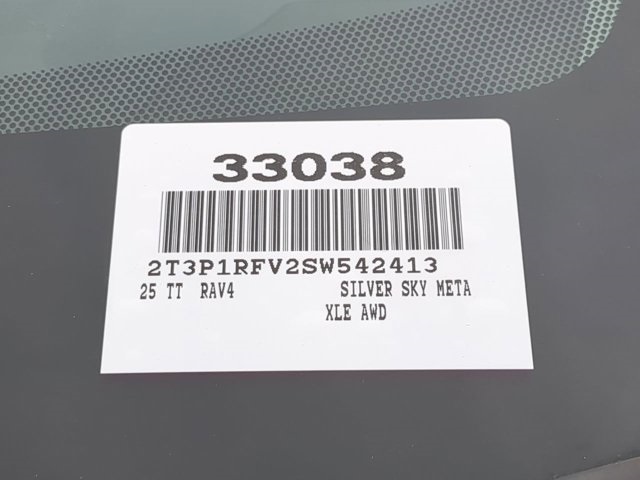 33038
2T3P1RFV2SW542413
25 TT RAV4 SILVER SKY META
XLE AWD